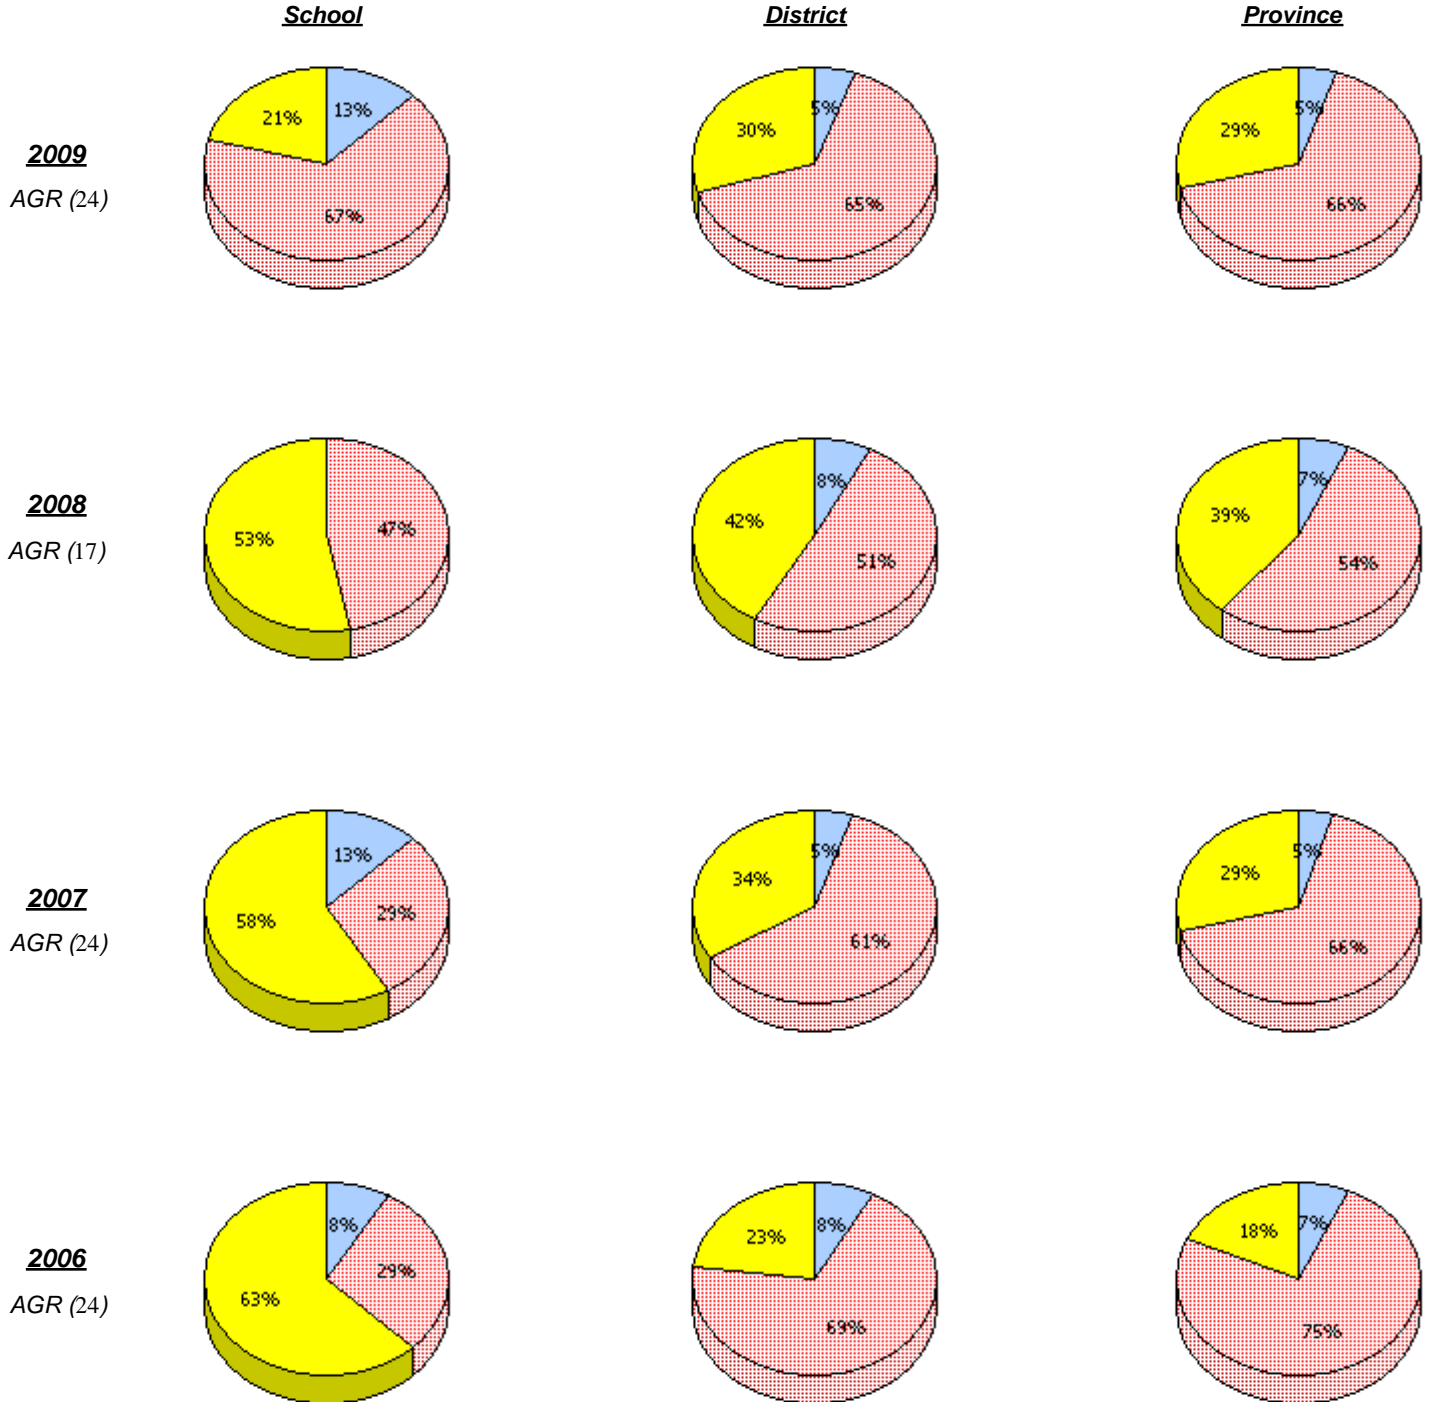 School District Province
21% 13% 30% 5% 29% 5%
2009
AGR (24)
67% 65% 66%
53% 47% 42% 8% 51% 39% 7% 54%
2008
AGR (17)
58% 13% 29% 34% 5% 61% 29% 5% 66%
2007
AGR (24)
63% 8% 29% 23% 8% 69% 18% 7% 75%
2006
AGR (24)